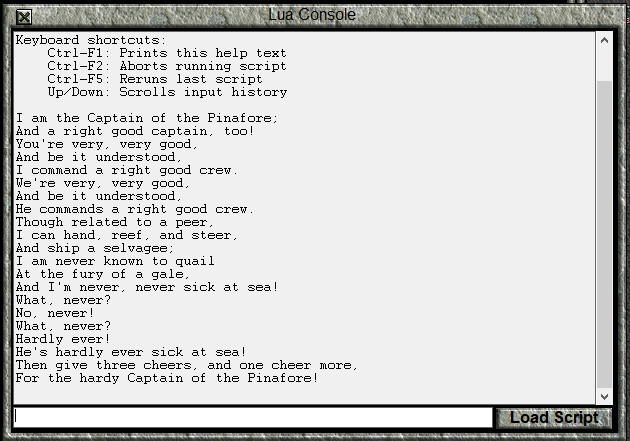 Lua Console
Keyboard shortcuts:
Ctrl-F1: Prints this help text
Ctrl-F2: Aborts running script
Ctrl-F5: Reruns last script
Up/Down: Scrolls input history
I am the Captain of the Pinafore;
And a right good captain, too!
You're very, very good,
And be it understood,
I command a right good crew.
We're very, very good,
And be it understood,
He commands a right good crew.
Though related to a peer,
I can hand, reef, and steer,
And ship a selvagee;
I am never known to quail
At the fury of a gale,
And I'm never, never sick at sea!
What, never?
No, never!
What, never?
Hardly ever!
He's hardly ever sick at sea!
Then give three cheers, and one cheer more,
For the hardy Captain of the Pinafore!
Load Script